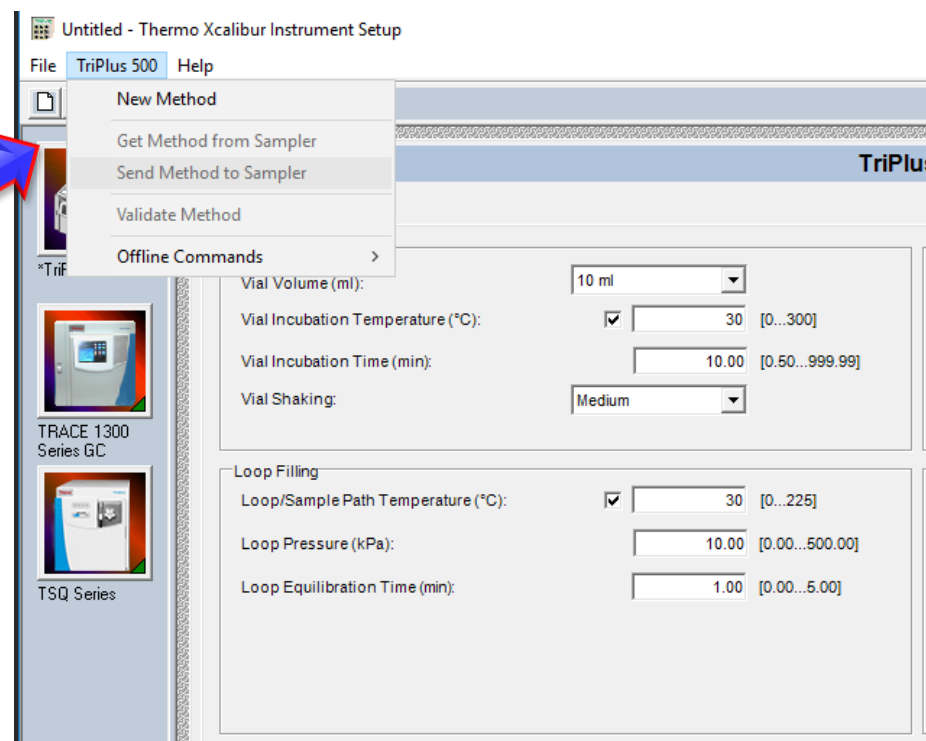 Untitled - Thermo Xcalibur Instrument Setup
File TriPlus 500 Help
New Method
Get Method from Sampler
Send Method to Sampler
Validate Method
Offline Commands >
TriPlus
*TriP
Vial Volume (ml): 10 ml
Vial Incubation Temperature (°C): 30 [0...300]
Vial Incubation Time (min): 10.00 [0.50...999.99]
Vial Shaking: Medium
TRACE 1300
Series GC
Loop Filling
Loop/Sample Path Temperature (°C): 30 [0...225]
Loop Pressure (kPa): 10.00 [0.00...500.00]
Loop Equilibration Time (min): 1.00 [0.00...5.00]
TSQ Series